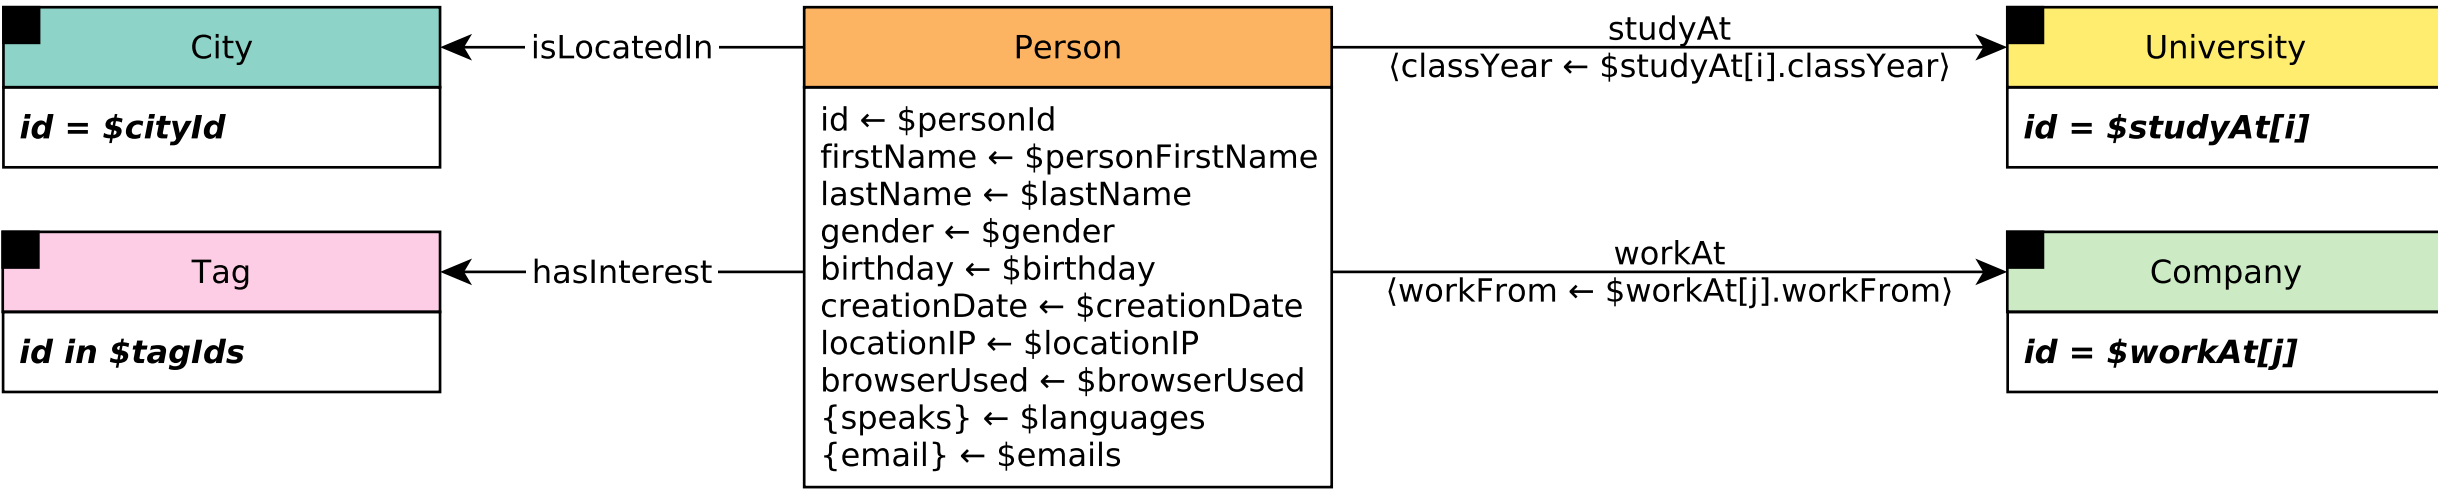 City
id = $cityId
isLocatedIn
Tag
id in $tagIds
hasInterest
Person
id ← $personId
firstName ← $personFirstName
lastName ← $lastName
gender ← $gender
birthday ← $birthday
creationDate ← $creationDate
locationIP ← $locationIP
browserUsed ← $browserUsed
{speaks} ← $languages
{email} ← $emails
studyAt
⟨classYear ← $studyAt[i].classYear⟩
University
id = $studyAt[i]
workAt
⟨workFrom ← $workAt[j].workFrom⟩
Company
id = $workAt[j]